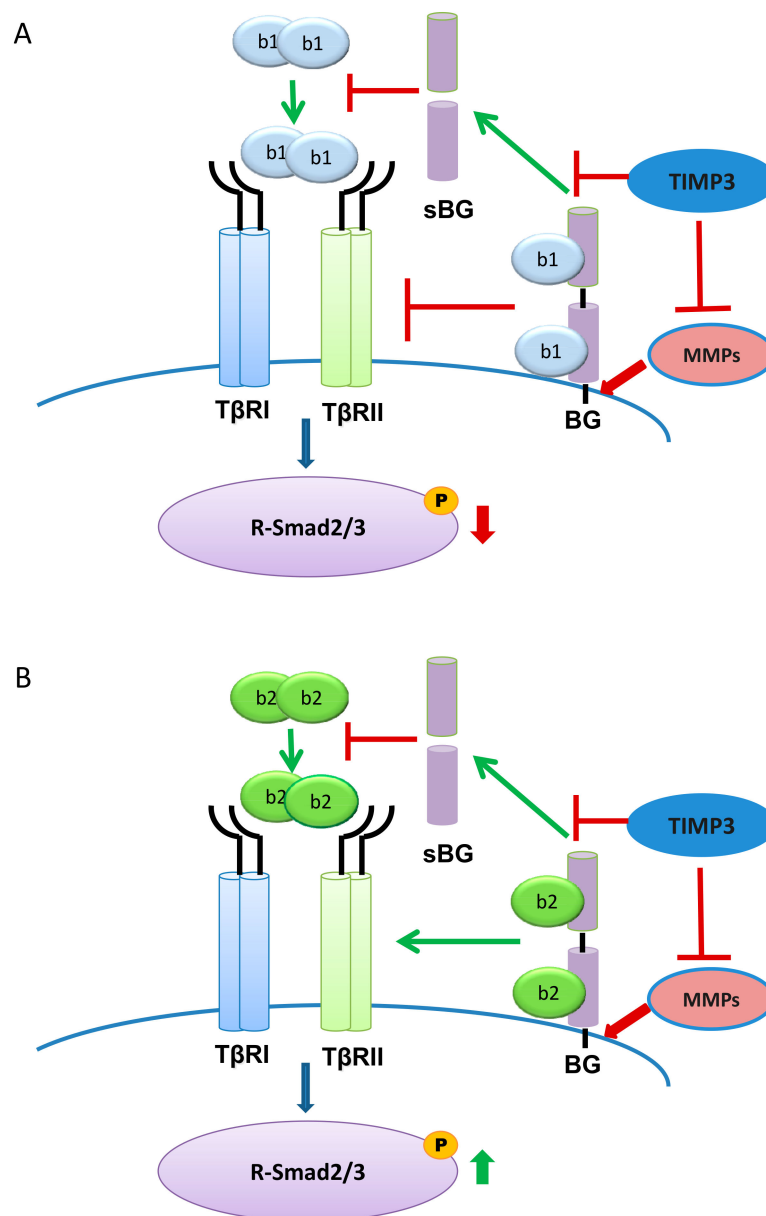 A
b1
b1
b1
b1
sBG
TIMP3
b1
b1
MMPs
TβRI
TβRII
BG
P
R-Smad2/3
B
b2
b2
b2
b2
sBG
TIMP3
b2
b2
MMPs
TβRI
TβRII
BG
P
R-Smad2/3